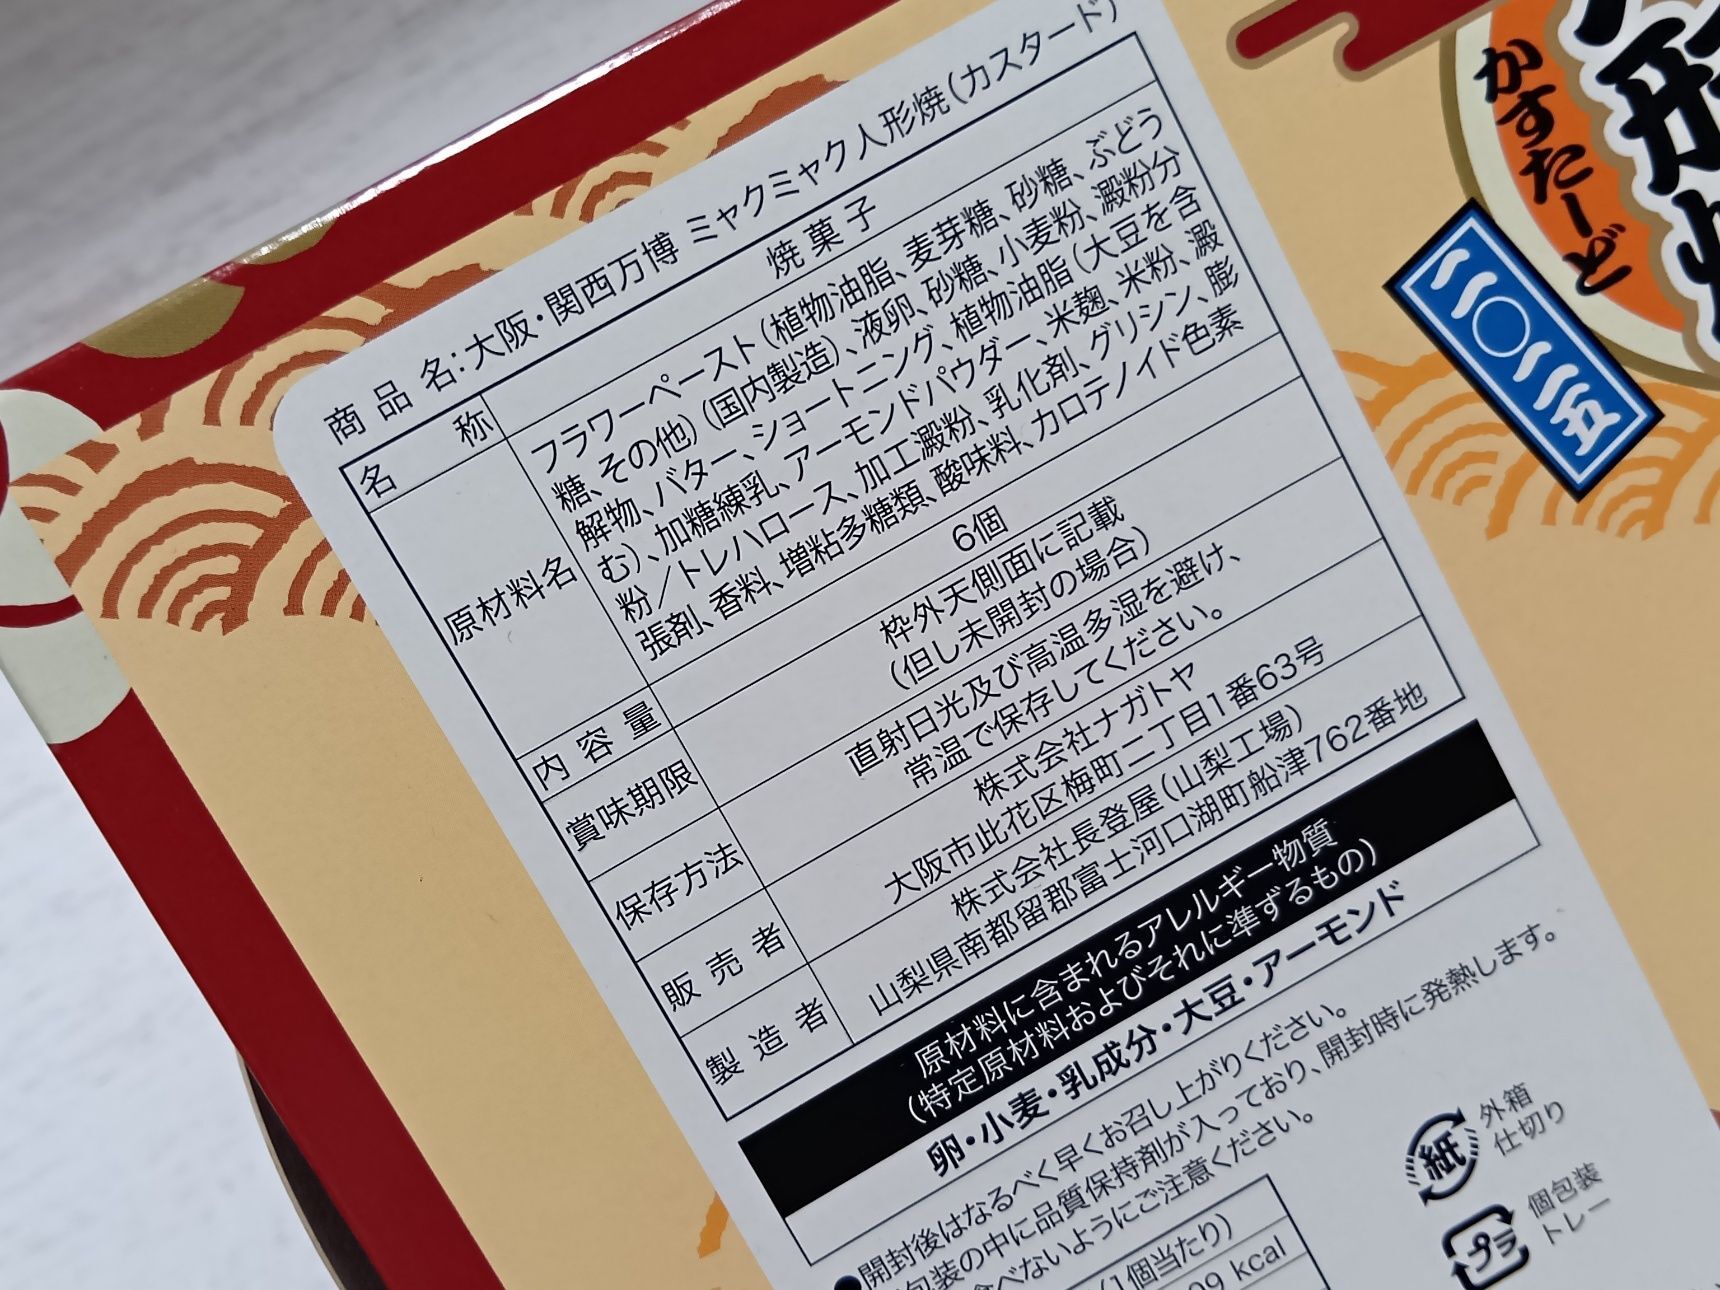 商品名：大阪・関西万博 ミャクミャク人形焼（カスタード）
名称 焼菓子
原材料名 フラワーペースト（植物油脂、麦芽糖、砂糖、ぶどう
糖、その他）（国内製造）、液卵、砂糖、小麦粉、澱粉分
解物、バター、ショートニング、植物油脂（大豆を含
む）、加糖練乳、アーモンドパウダー、米麹、米粉、澱
粉／トレハロース、加工澱粉、乳化剤、グリシン、膨
張剤、香料、増粘多糖類、酸味料、カロテノイド色素
内容量 6個
賞味期限 枠外天側面に記載
（但し未開封の場合）
保存方法 直射日光及び高温多湿を避け、
常温で保存してください。
販売者 株式会社ナガトヤ
大阪市此花区梅町二丁目1番63号
製造者 株式会社長登屋（山梨工場）
山梨県南都留郡富士河口湖町船津762番地
原材料に含まれるアレルギー物質
（特定原材料およびそれに準ずるもの）
卵・小麦・乳成分・大豆・アーモンド
●開封後はなるべく早くお召し上がりください。
包装の中に品質保持剤が入っており、開封時に発熱します。
食べないようにご注意ください。
（1個当たり）
09 kcal
紙
外箱
仕切り
プラ
個包装
トレー
かすたーど
形
二〇二五